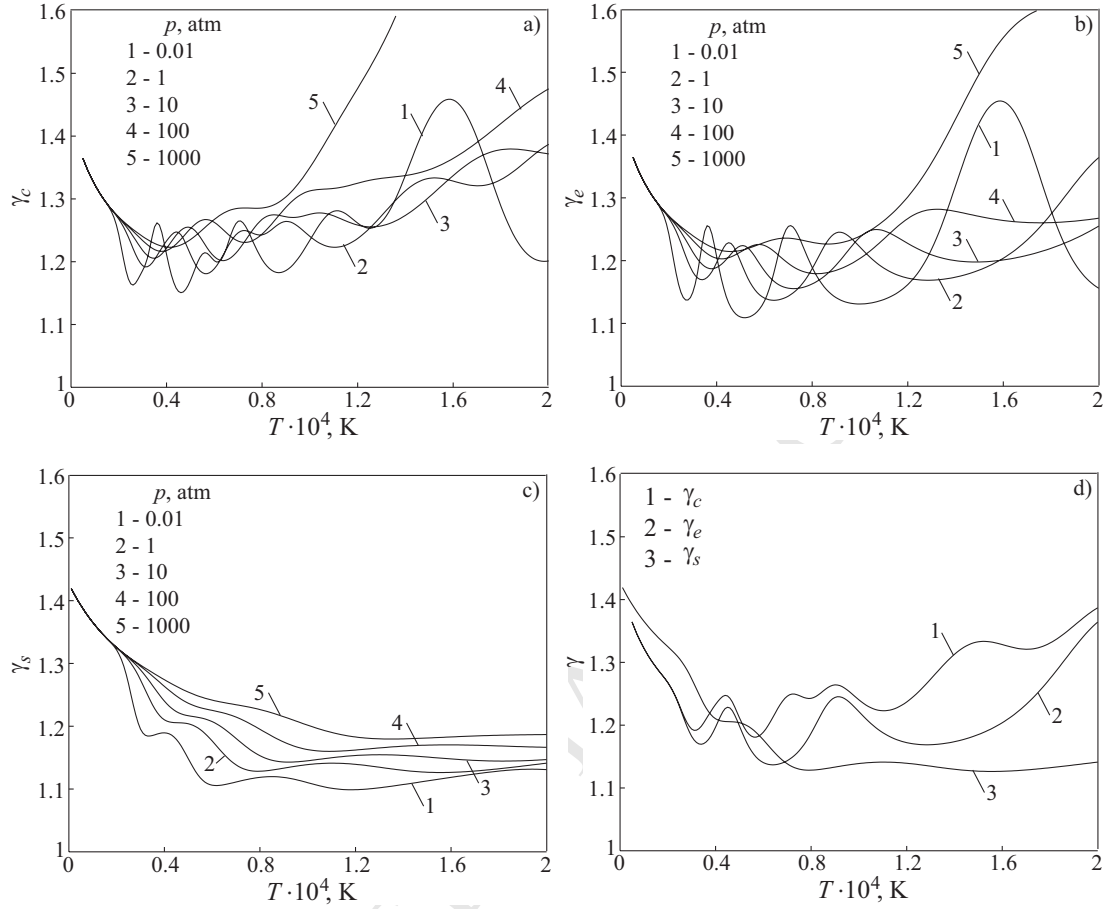 a)
p, atm
1 - 0.01
2 - 1
3 - 10
4 - 100
5 - 1000
1.6
1.5
1.4
1.3
1.2
1.1
1
γc
5
1
4
3
2
0 0.4 0.8 1.2 1.6 2
T·10⁴, K
b)
p, atm
1 - 0.01
2 - 1
3 - 10
4 - 100
5 - 1000
1.6
1.5
1.4
1.3
1.2
1.1
1
γe
5
1
4
3
2
0 0.4 0.8 1.2 1.6 2
T·10⁴, K
c)
p, atm
1 - 0.01
2 - 1
3 - 10
4 - 100
5 - 1000
1.6
1.5
1.4
1.3
1.2
1.1
1
γs
5
4
2
3
1
0 0.4 0.8 1.2 1.6 2
T·10⁴, K
d)
1 - γc
2 - γe
3 - γs
1.6
1.5
1.4
1.3
1.2
1.1
1
γ
1
2
3
0 0.4 0.8 1.2 1.6 2
T·10⁴, K